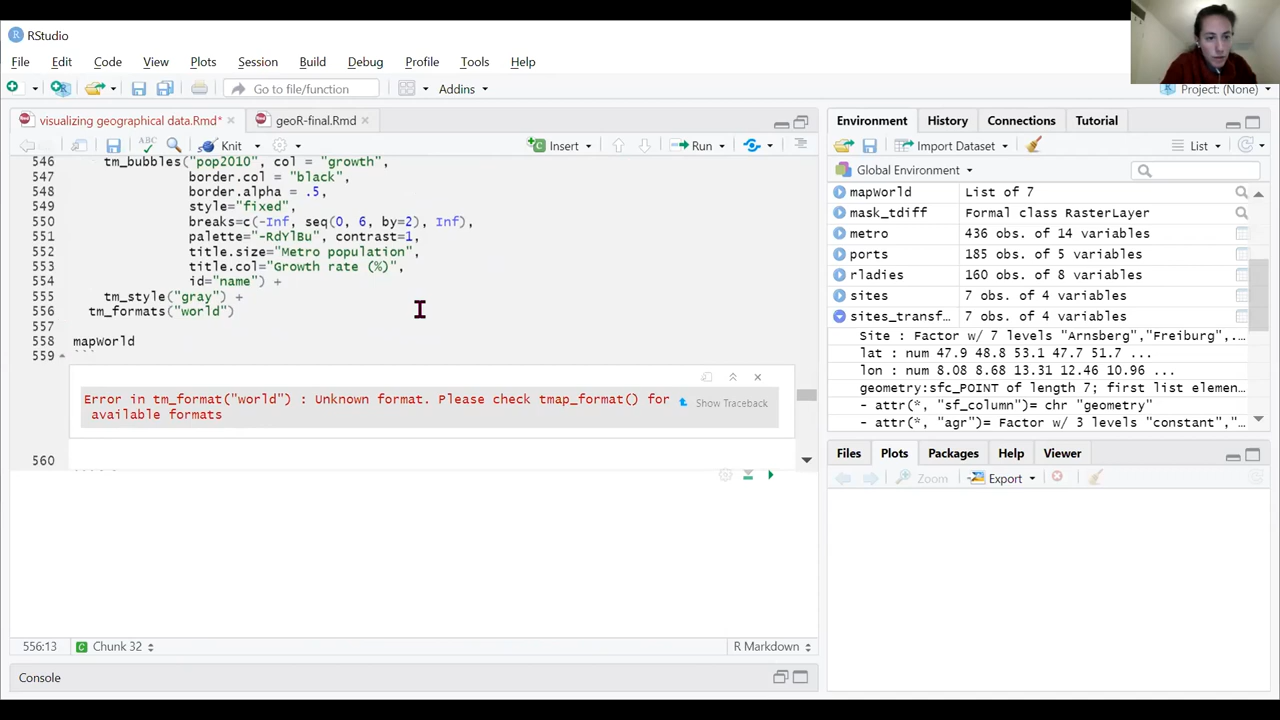 RStudio
File Edit Code View Plots Session Build Debug Profile Tools Help
Go to file/function Addins Project: (None)
visualizing geographical data.Rmd* geoR-final.Rmd
ABC Knit Insert Run
546 tm_bubbles("pop2010", col = "growth",
547 border.col = "black",
548 border.alpha = .5,
549 style="fixed",
550 breaks=c(-Inf, seq(0, 6, by=2), Inf),
551 palette="-RdYlBu", contrast=1,
552 title.size="Metro population",
553 title.col="Growth rate (%)",
554 id="name") +
555 tm_style("gray") +
556 tm_formats("world")
557
558 mapWorld
559 ```
Error in tm_format("world") : Unknown format. Please check tmap_format() for
available formats
Show Traceback
560
556:13 Chunk 32 R Markdown
Console
Environment History Connections Tutorial
Import Dataset List
Global Environment
mapWorld List of 7
mask_tdiff Formal class RasterLayer
metro 436 obs. of 14 variables
ports 185 obs. of 5 variables
rladies 160 obs. of 8 variables
sites 7 obs. of 4 variables
sites_transf… 7 obs. of 4 variables
Site : Factor w/ 7 levels "Arnsberg","Freiburg",..
lat : num 47.9 48.8 53.1 47.7 51.7 ...
lon : num 8.08 8.68 13.31 12.46 10.96 ...
geometry:sfc_POINT of length 7; first list elemen…
- attr(*, "sf_column")= chr "geometry"
- attr(*, "agr")= Factor w/ 3 levels "constant","…
Files Plots Packages Help Viewer
Zoom Export